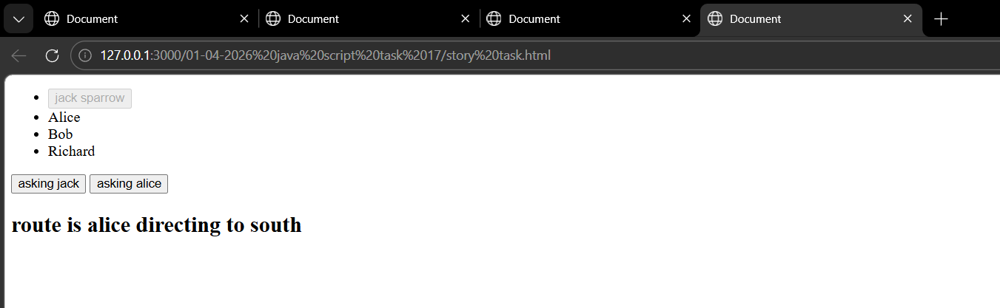 Document Document Document Document
127.0.0.1:3000/01-04-2026%20java%20script%20task%2017/story%20task.html
jack sparrow
Alice
Bob
Richard
asking jack asking alice
route is alice directing to south